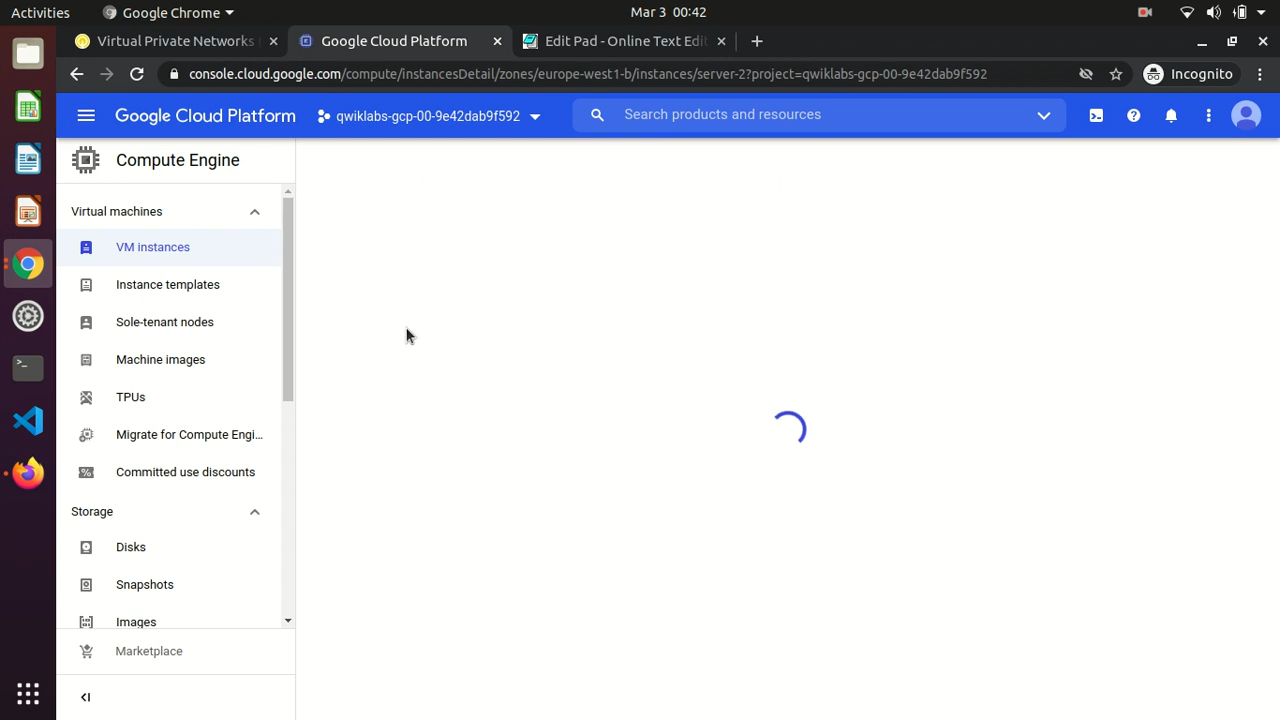 Activities
Google Chrome
Mar 3 00:42
Virtual Private Networks
Google Cloud Platform
Edit Pad - Online Text Edit
console.cloud.google.com/compute/instancesDetail/zones/europe-west1-b/instances/server-2?project=qwiklabs-gcp-00-9e42dab9f592
Incognito
Google Cloud Platform
qwiklabs-gcp-00-9e42dab9f592
Search products and resources
Compute Engine
Virtual machines
VM instances
Instance templates
Sole-tenant nodes
Machine images
TPUs
Migrate for Compute Engi...
Committed use discounts
Storage
Disks
Snapshots
Images
Marketplace